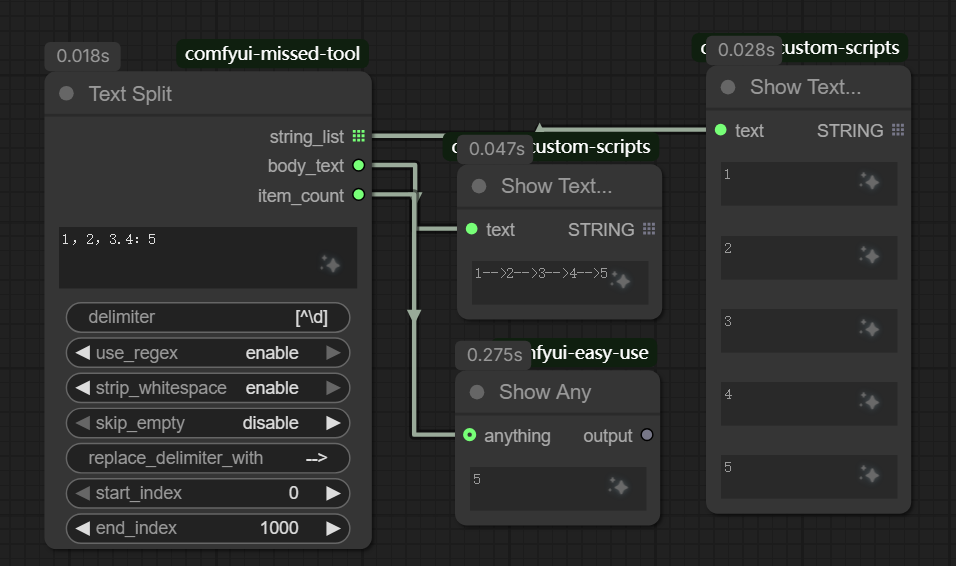 0.018s
comfyui-missed-tool
Text Split
string_list
body_text
item_count
1, 2, 3.4: 5
delimiter [^\d]
use_regex enable
strip_whitespace enable
skip_empty disable
replace_delimiter_with -->
start_index 0
end_index 1000
0.047s
custom-scripts
Show Text...
text STRING
1-->2-->3-->4-->5
0.275s
fyui-easy-use
Show Any
anything output
5
0.028s
custom-scripts
Show Text...
text STRING
1
2
3
4
5